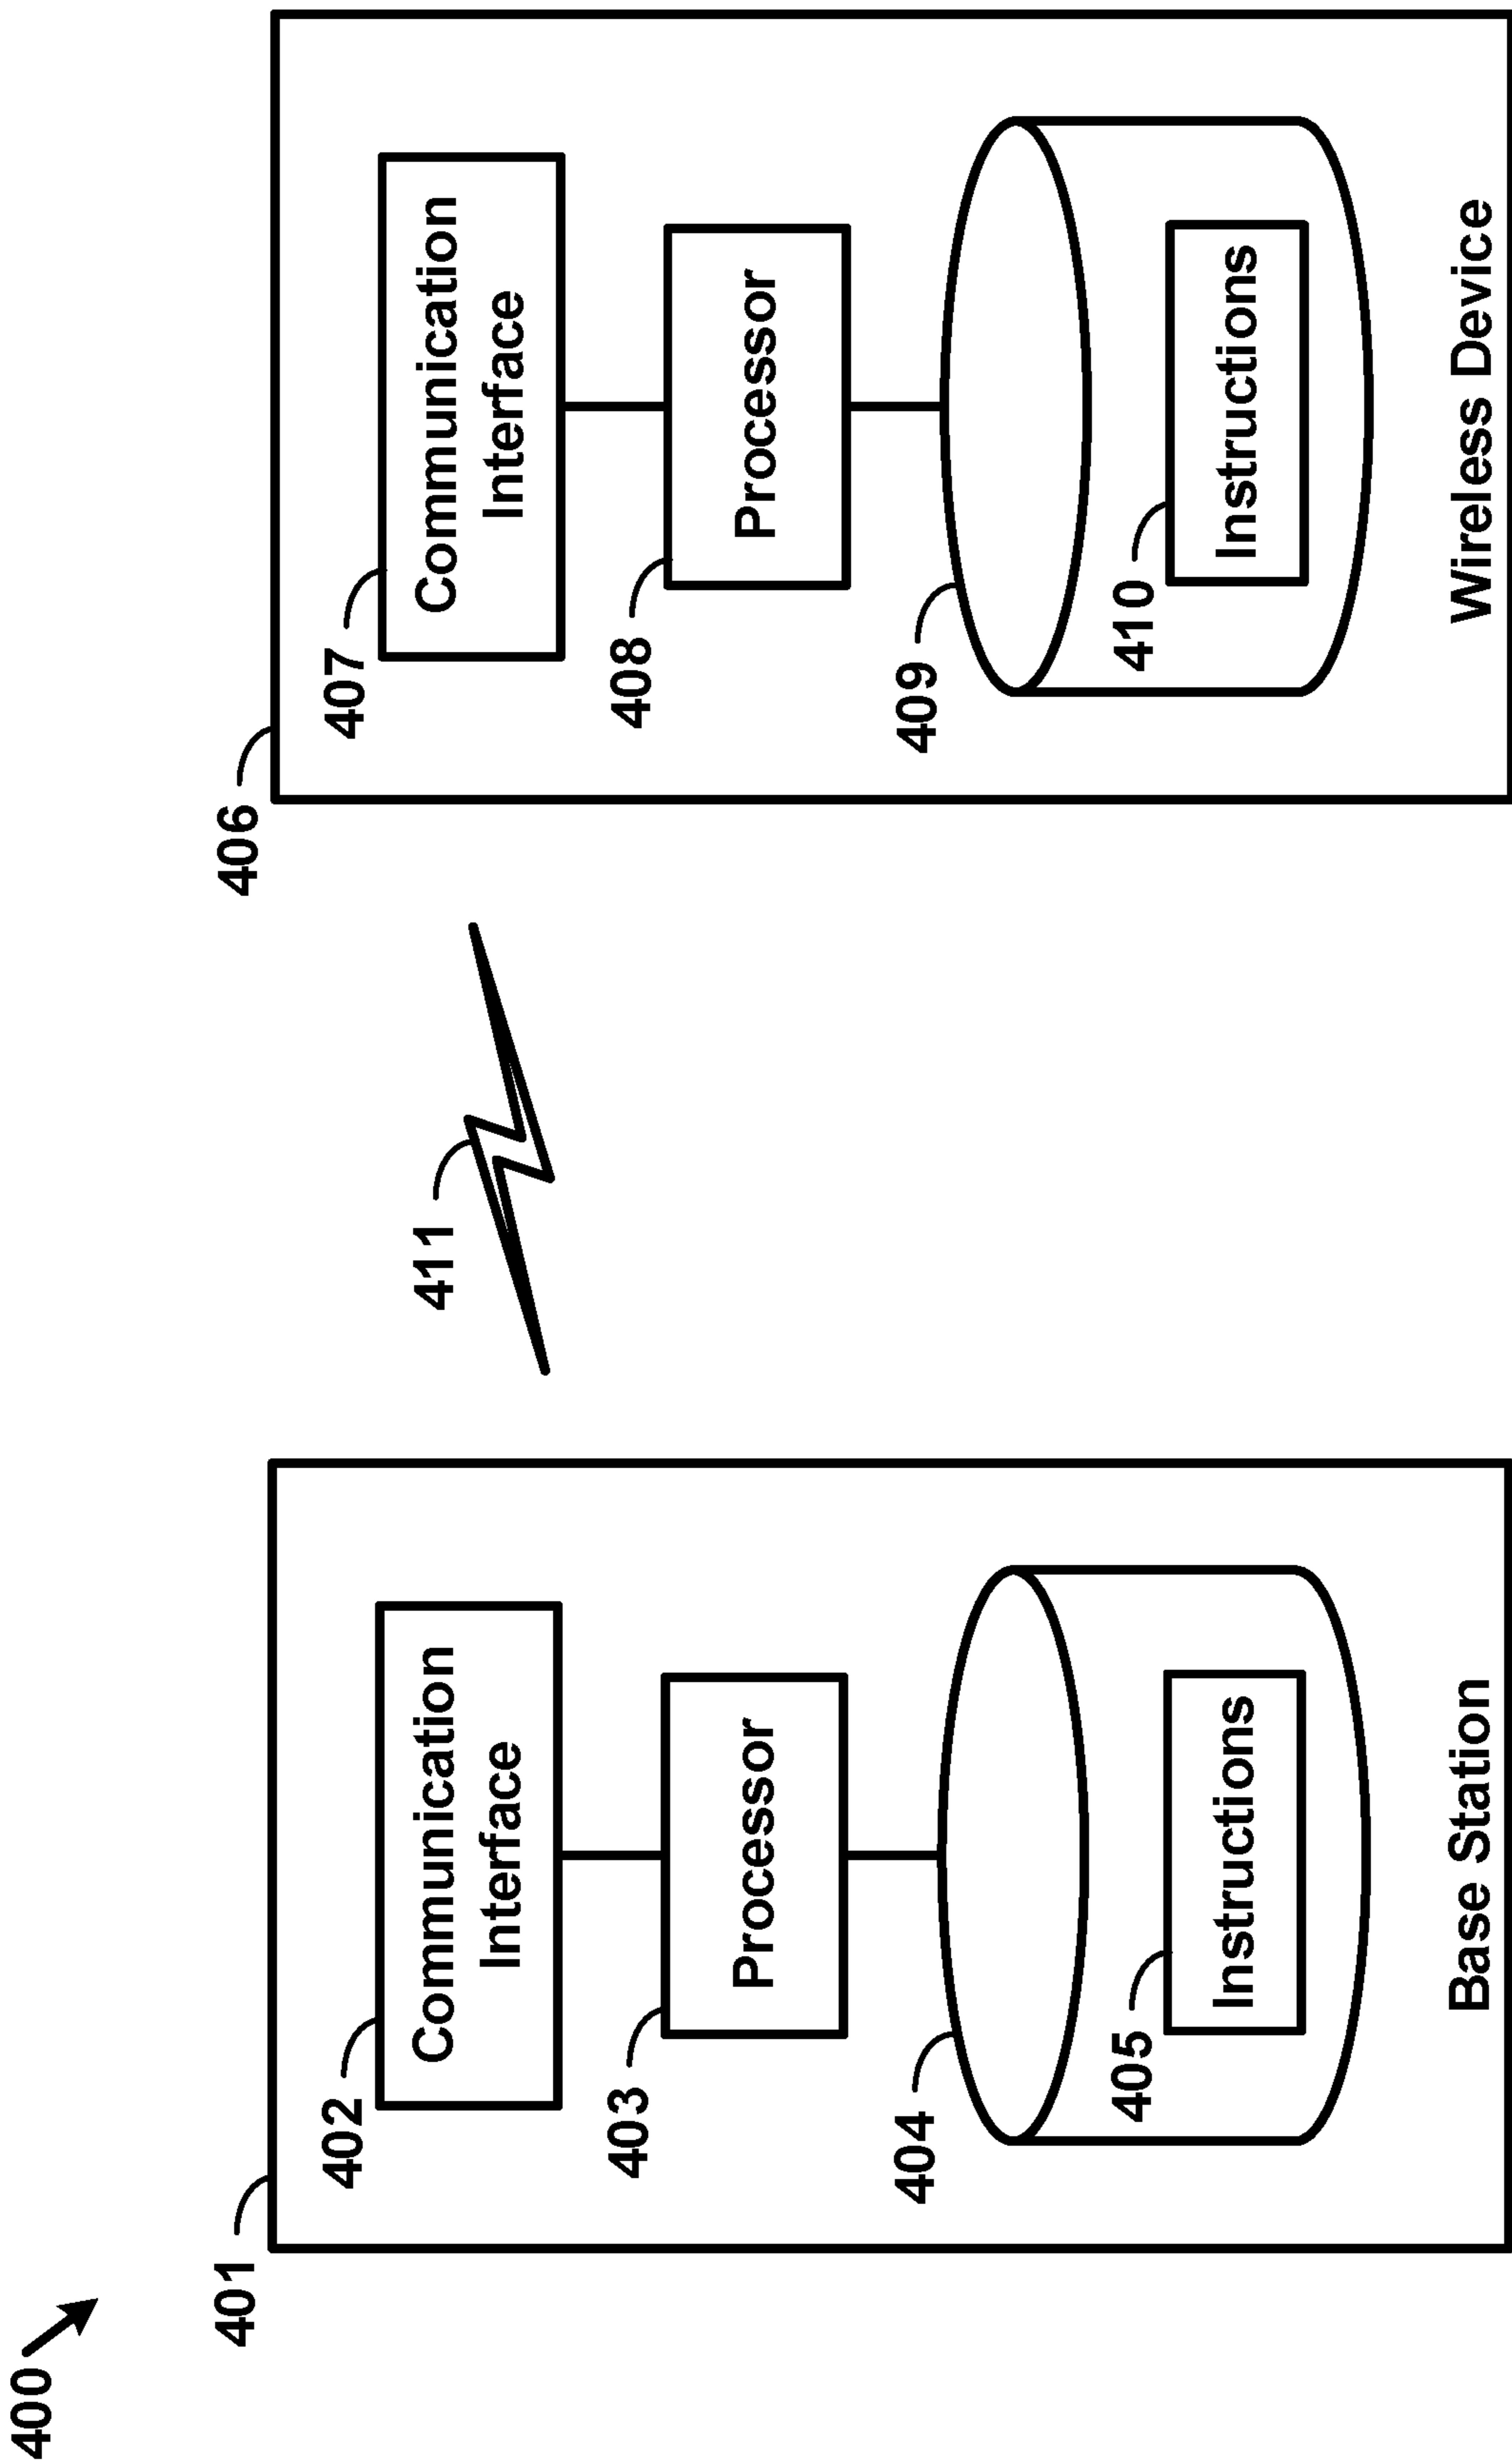 400
401
402
Communication
Interface
403
Processor
404
405
Instructions
Base Station
411
406
407
Communication
Interface
408
Processor
409
410
Instructions
Wireless Device